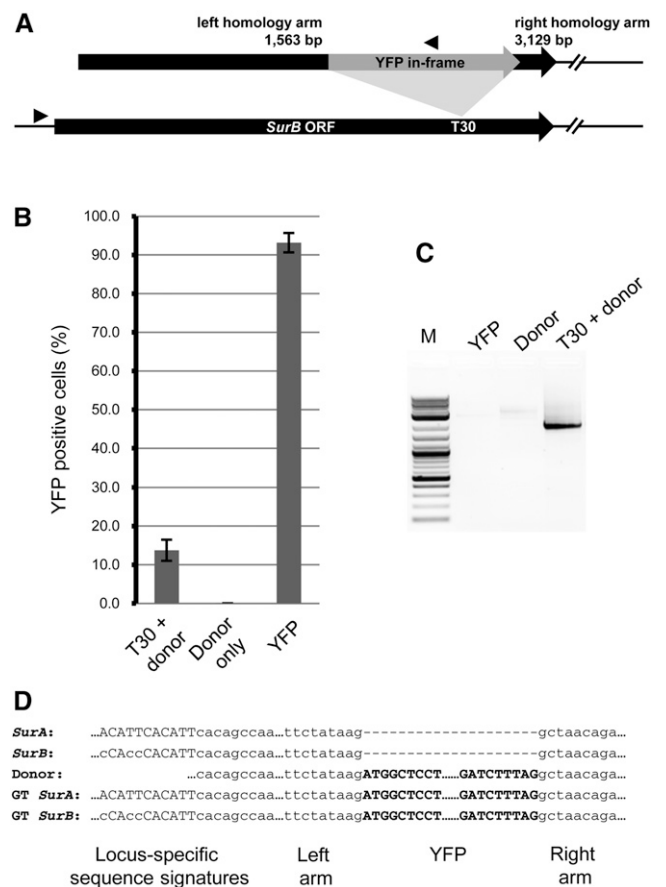 A
left homology arm
1,563 bp
right homology arm
3,129 bp
YFP in-frame
SurB ORF
T30
B
YFP positive cells (%)
100.0
90.0
80.0
70.0
60.0
50.0
40.0
30.0
20.0
10.0
0.0
T30 + donor
Donor only
YFP
C
M
YFP
Donor
T30 + donor
D
SurA: …ACATTCACATTcacagccaa…ttctataag------------------gctaacaga…
SurB: …cCAccCACATTcacagccaa…ttctataag------------------gctaacaga…
Donor: …cacagccaa…ttctataagATGGCTCCT……GATCTTTAGgctaacaga…
GT SurA: …ACATTCACATTcacagccaa…ttctataagATGGCTCCT……GATCTTTAGgctaacaga…
GT SurB: …cCAccCACATTcacagccaa…ttctataagATGGCTCCT……GATCTTTAGgctaacaga…
Locus-specific sequence signatures
Left arm
YFP
Right arm